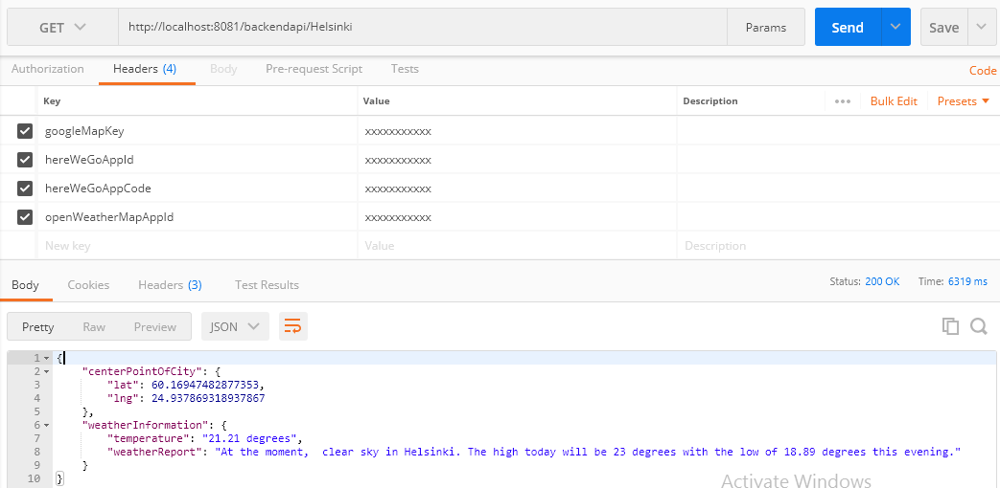 GET http://localhost:8081/backendapi/Helsinki Params Send Save
Authorization Headers (4) Body Pre-request Script Tests Code
Key Value Description ••• Bulk Edit Presets
googleMapKey xxxxxxxxxxx
hereWeGoAppId xxxxxxxxxxx
hereWeGoAppCode xxxxxxxxxxx
openWeatherMapAppId xxxxxxxxxxx
New key Value Description
Body Cookies Headers (3) Test Results Status: 200 OK Time: 6319 ms
Pretty Raw Preview JSON
1 {
2 "centerPointOfCity": {
3 "lat": 60.16947482877353,
4 "lng": 24.937869318937867
5 },
6 "weatherInformation": {
7 "temperature": "21.21 degrees",
8 "weatherReport": "At the moment,  clear sky in Helsinki. The high today will be 23 degrees with the low of 18.89 degrees this evening."
9 }
10 }
Activate Windows